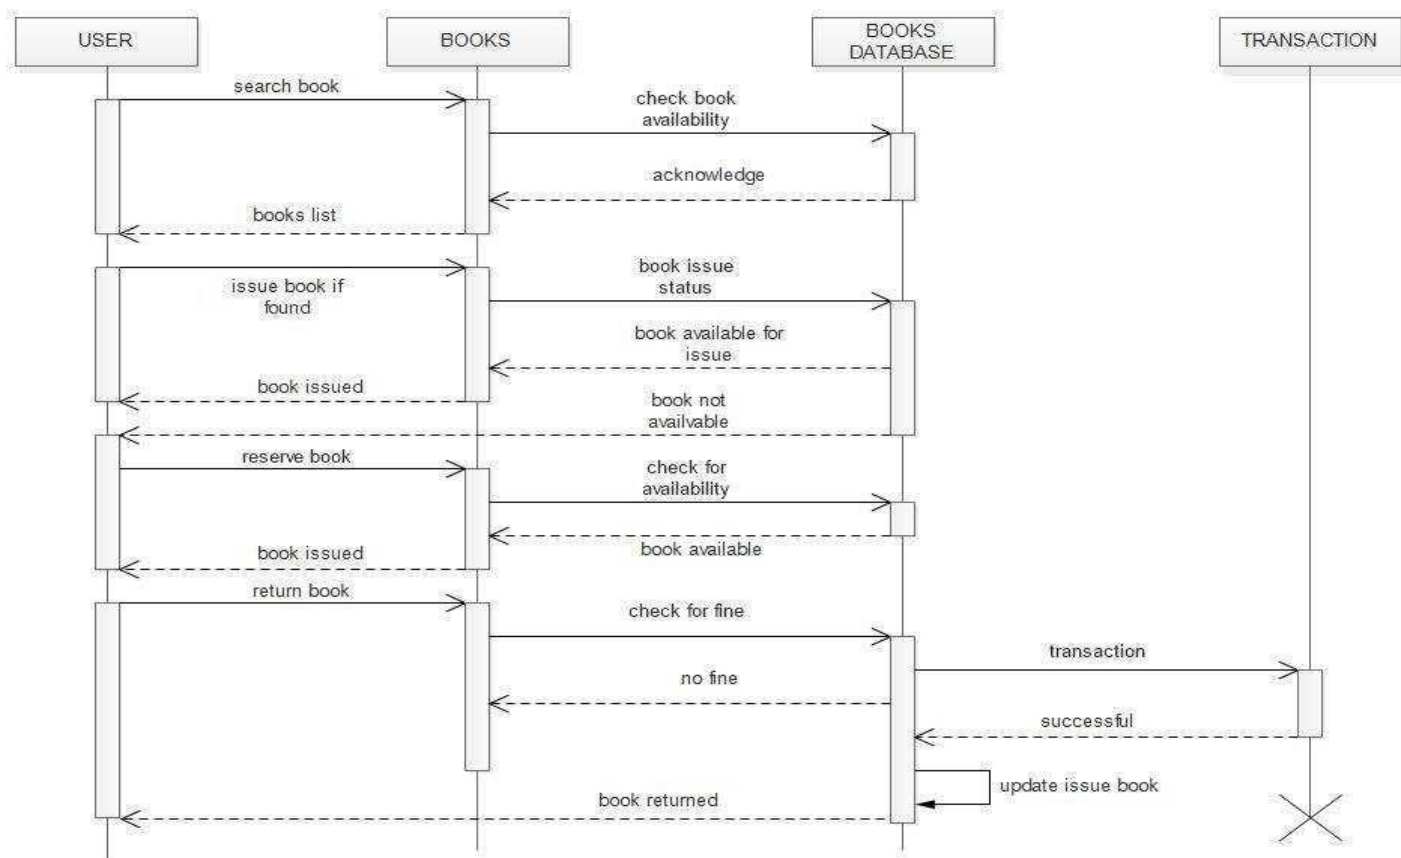 USER
BOOKS
BOOKS
DATABASE
TRANSACTION
search book
check book
availability
acknowledge
books list
issue book if
found
book issue
status
book available for
issue
book issued
book not
availvable
reserve book
check for
availability
book available
book issued
return book
check for fine
transaction
no fine
successful
update issue book
book returned